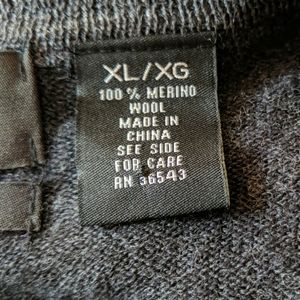 XL/XG
100 % MERINO
WOOL
MADE IN
CHINA
SEE SIDE
FOR CARE
RN 36543